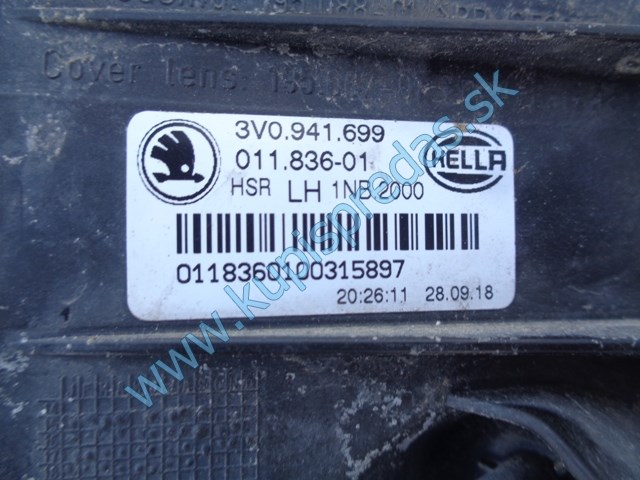 Cover lens:
3V0.941.699
011.836-01
HELLA
HSR LH 1NB 2000
0118360100315897
20:26:11 28.09.18
www.kupispredas.sk